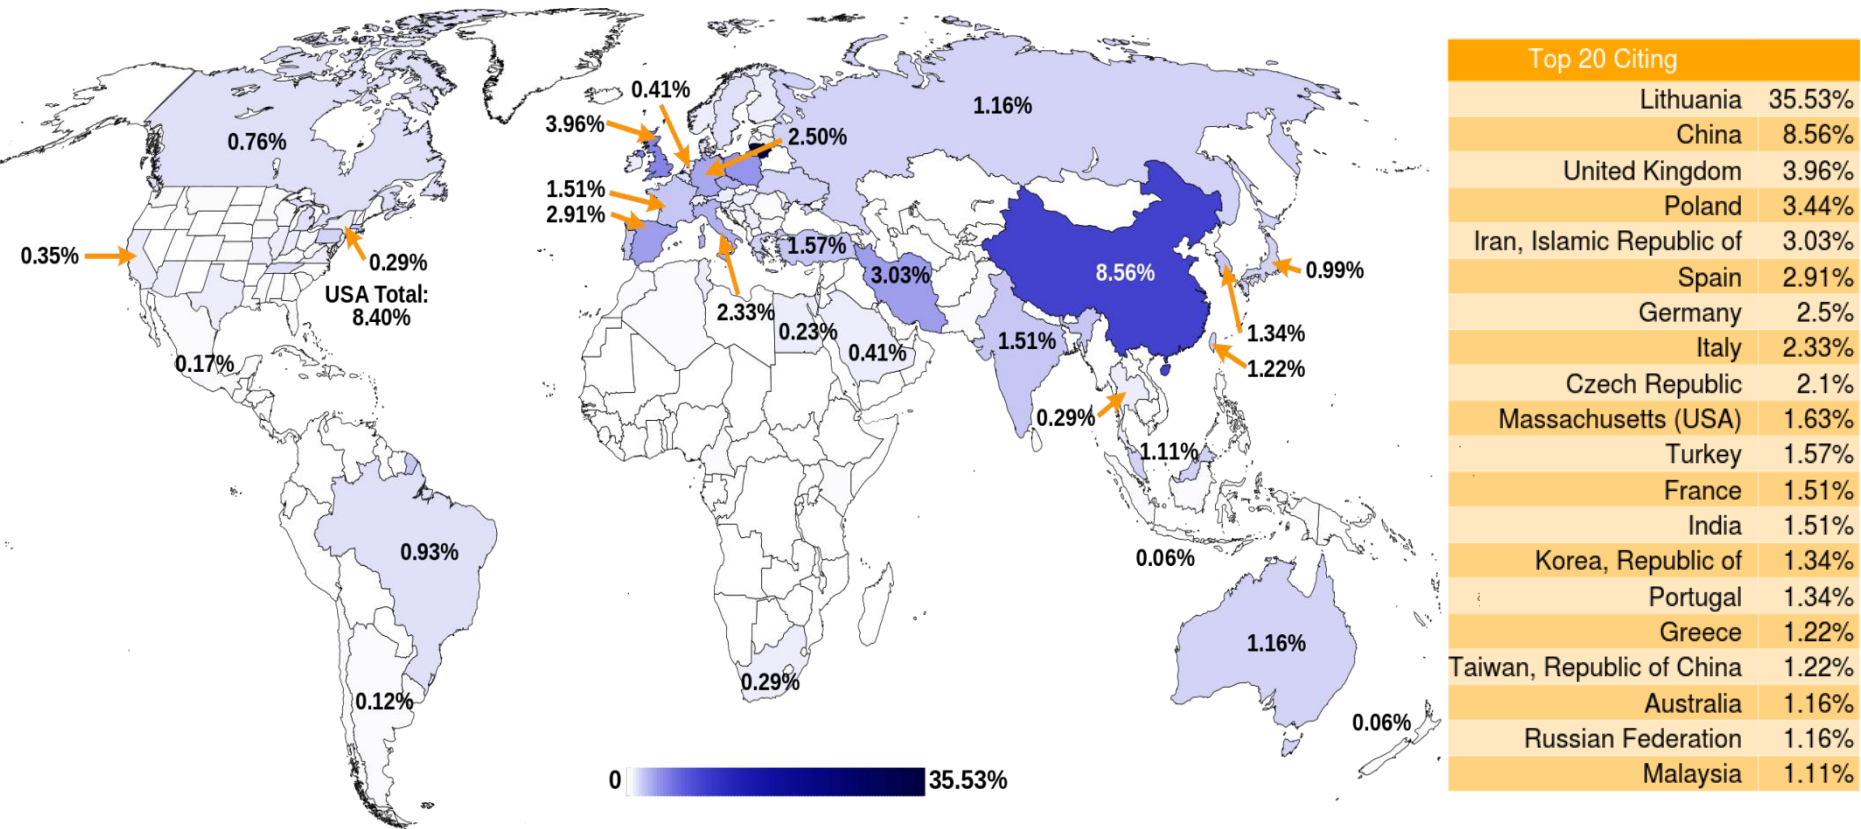 0.41%
3.96%
2.50%
1.16%
0.76%
1.51%
2.91%
1.57%
0.35%
0.29%
USA Total:
8.40%
3.03%
8.56%
0.99%
2.33%
0.23%
0.41%
1.51%
1.34%
1.22%
0.17%
0.29%
1.11%
0.93%
0.06%
1.16%
0.29%
0.12%
0.06%
0 35.53%
Top 20 Citing
Lithuania 35.53%
China 8.56%
United Kingdom 3.96%
Poland 3.44%
Iran, Islamic Republic of 3.03%
Spain 2.91%
Germany 2.5%
Italy 2.33%
Czech Republic 2.1%
Massachusetts (USA) 1.63%
Turkey 1.57%
France 1.51%
India 1.51%
Korea, Republic of 1.34%
Portugal 1.34%
Greece 1.22%
Taiwan, Republic of China 1.22%
Australia 1.16%
Russian Federation 1.16%
Malaysia 1.11%